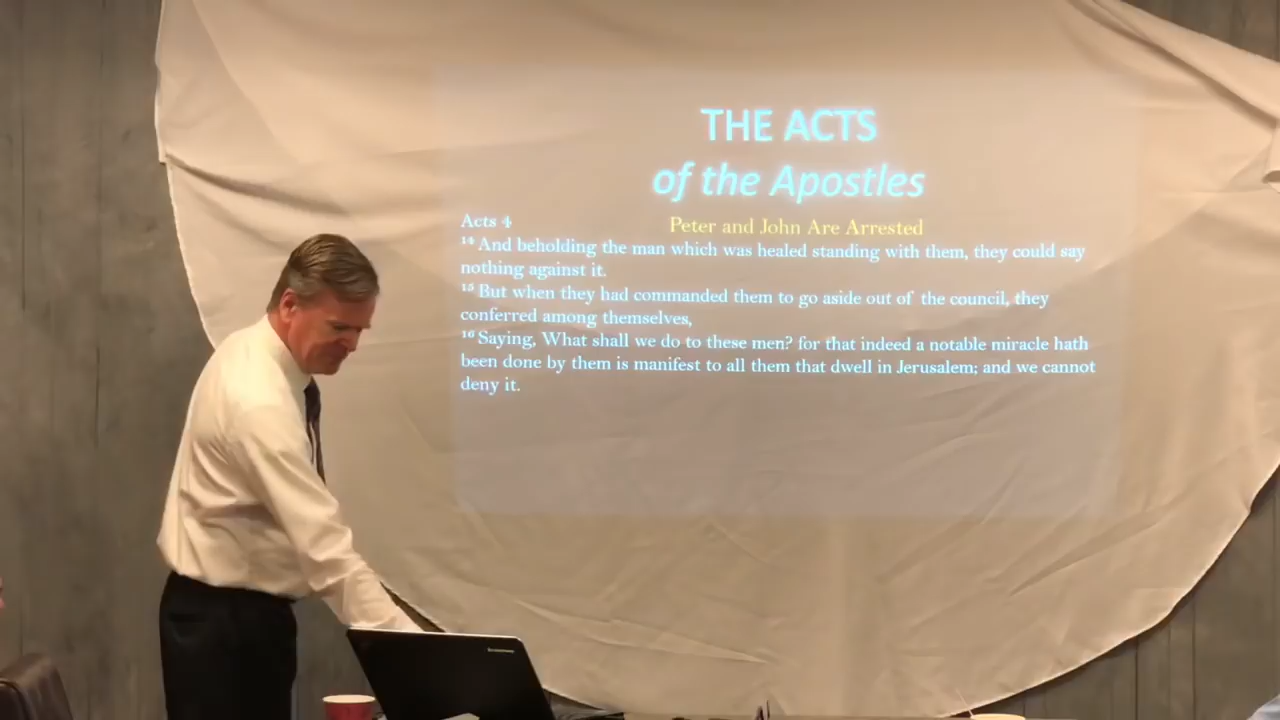 THE ACTS
of the Apostles
Acts 4 Peter and John Are Arrested
14 And beholding the man which was healed standing with them, they could say
nothing against it.
15 But when they had commanded them to go aside out of the council, they
conferred among themselves,
16 Saying, What shall we do to these men? for that indeed a notable miracle hath
been done by them is manifest to all them that dwell in Jerusalem; and we cannot
deny it.
lenovo